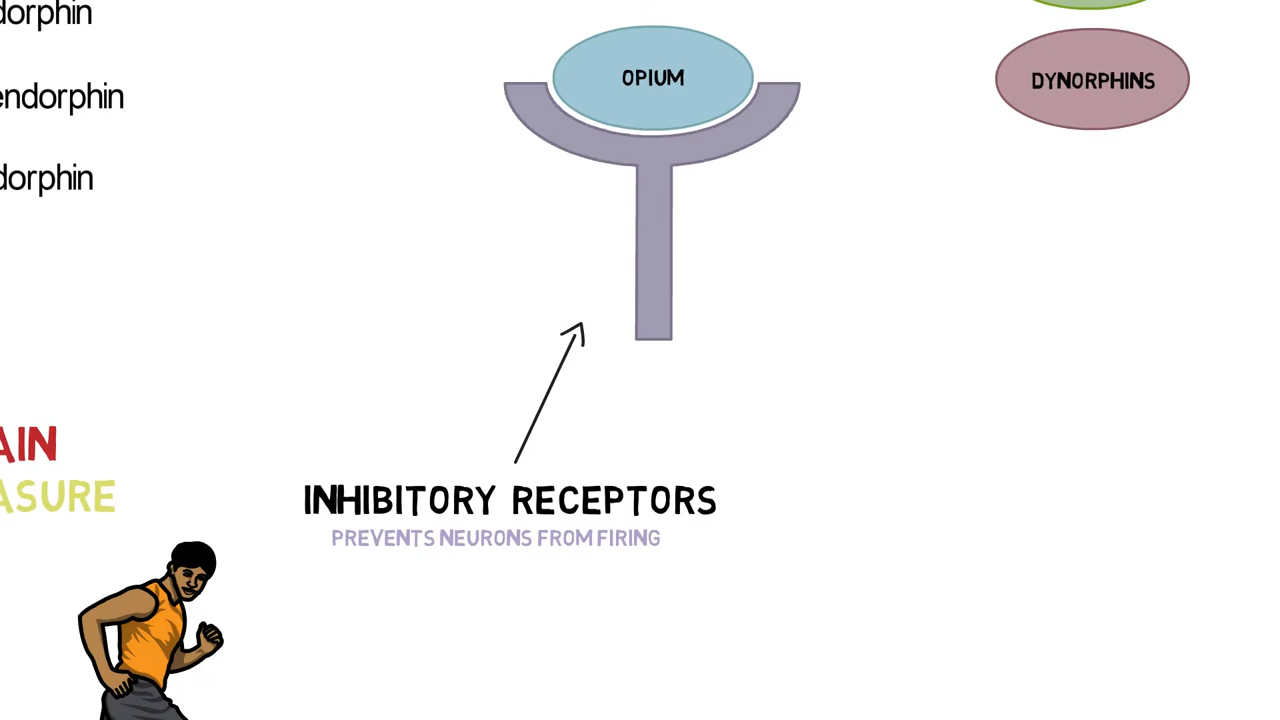 dorphin
endorphin
dorphin
OPIUM
DYNORPHINS
AIN
ASURE
INHIBITORY RECEPTORS
PREVENTS NEURONS FROM FIRING